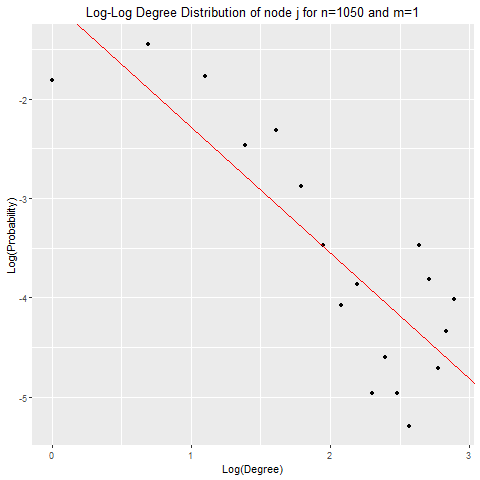 Log-Log Degree Distribution of node j for n=1050 and m=1
Log(Probability)
-2
-3
-4
-5
0
1
2
3
Log(Degree)